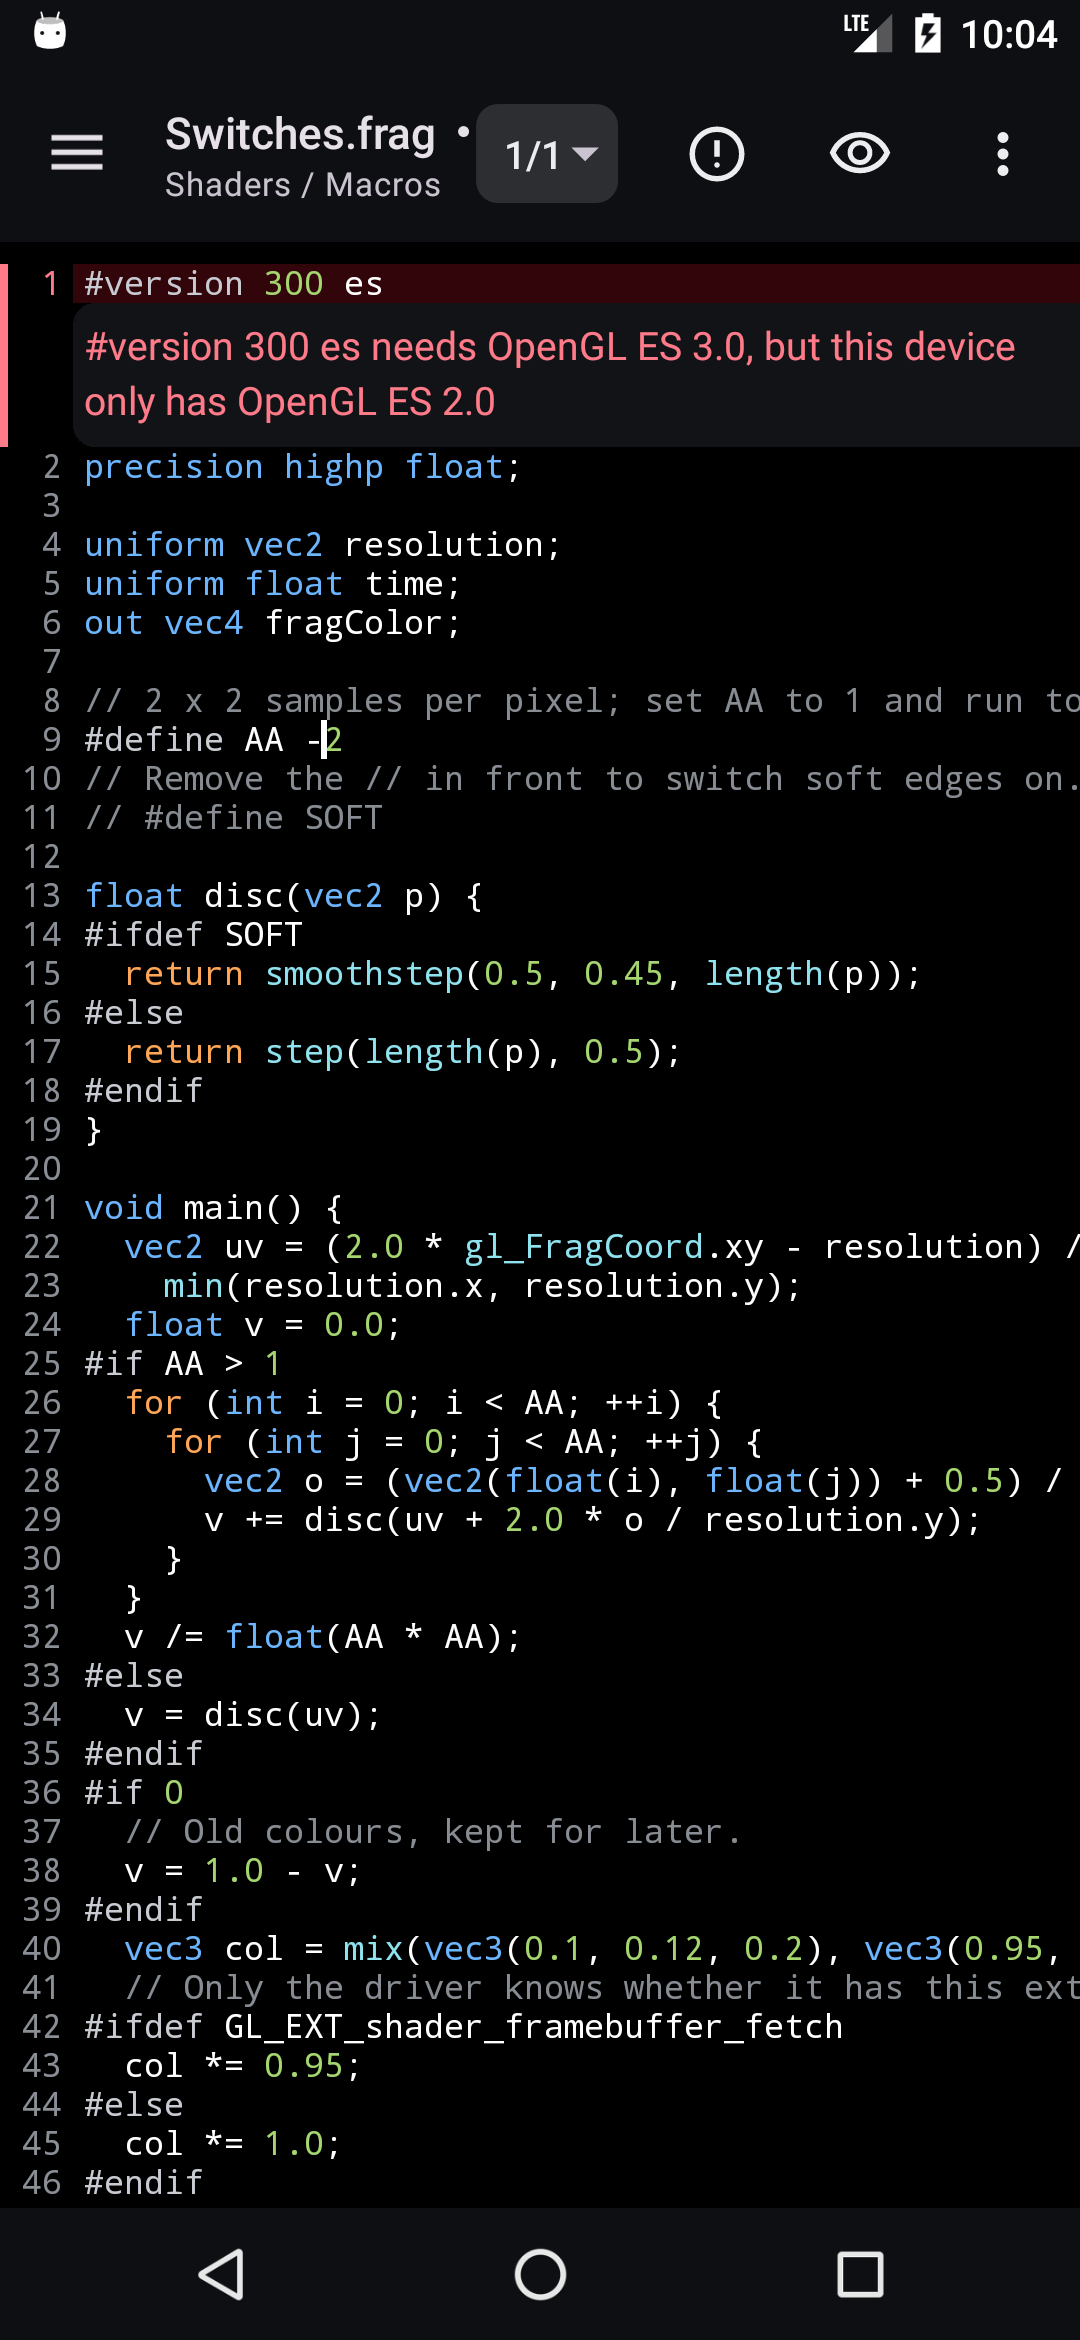 LTE 10:04
Switches.frag •
Shaders / Macros
1/1
1 #version 300 es
#version 300 es needs OpenGL ES 3.0, but this device
only has OpenGL ES 2.0
2 precision highp float;
3
4 uniform vec2 resolution;
5 uniform float time;
6 out vec4 fragColor;
7
8 // 2 x 2 samples per pixel; set AA to 1 and run to
9 #define AA -2
10 // Remove the // in front to switch soft edges on.
11 // #define SOFT
12
13 float disc(vec2 p) {
14 #ifdef SOFT
15   return smoothstep(0.5, 0.45, length(p));
16 #else
17   return step(length(p), 0.5);
18 #endif
19 }
20
21 void main() {
22   vec2 uv = (2.0 * gl_FragCoord.xy - resolution) /
23     min(resolution.x, resolution.y);
24   float v = 0.0;
25 #if AA > 1
26   for (int i = 0; i < AA; ++i) {
27     for (int j = 0; j < AA; ++j) {
28       vec2 o = (vec2(float(i), float(j)) + 0.5) /
29       v += disc(uv + 2.0 * o / resolution.y);
30     }
31   }
32   v /= float(AA * AA);
33 #else
34   v = disc(uv);
35 #endif
36 #if 0
37   // Old colours, kept for later.
38   v = 1.0 - v;
39 #endif
40   vec3 col = mix(vec3(0.1, 0.12, 0.2), vec3(0.95,
41   // Only the driver knows whether it has this ext
42 #ifdef GL_EXT_shader_framebuffer_fetch
43   col *= 0.95;
44 #else
45   col *= 1.0;
46 #endif